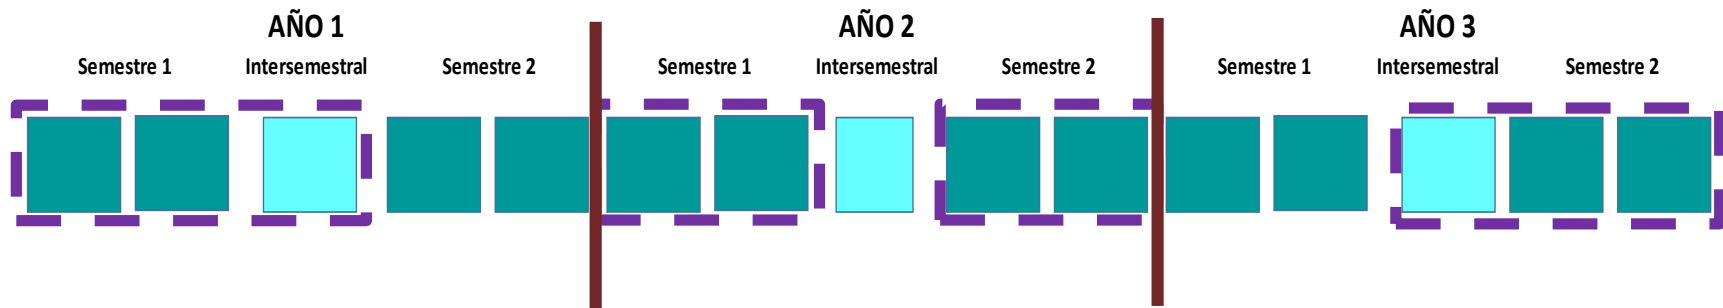 AÑO 1
AÑO 2
AÑO 3
Semestre 1
Intersemestral
Semestre 2
Semestre 1
Intersemestral
Semestre 2
Semestre 1
Intersemestral
Semestre 2